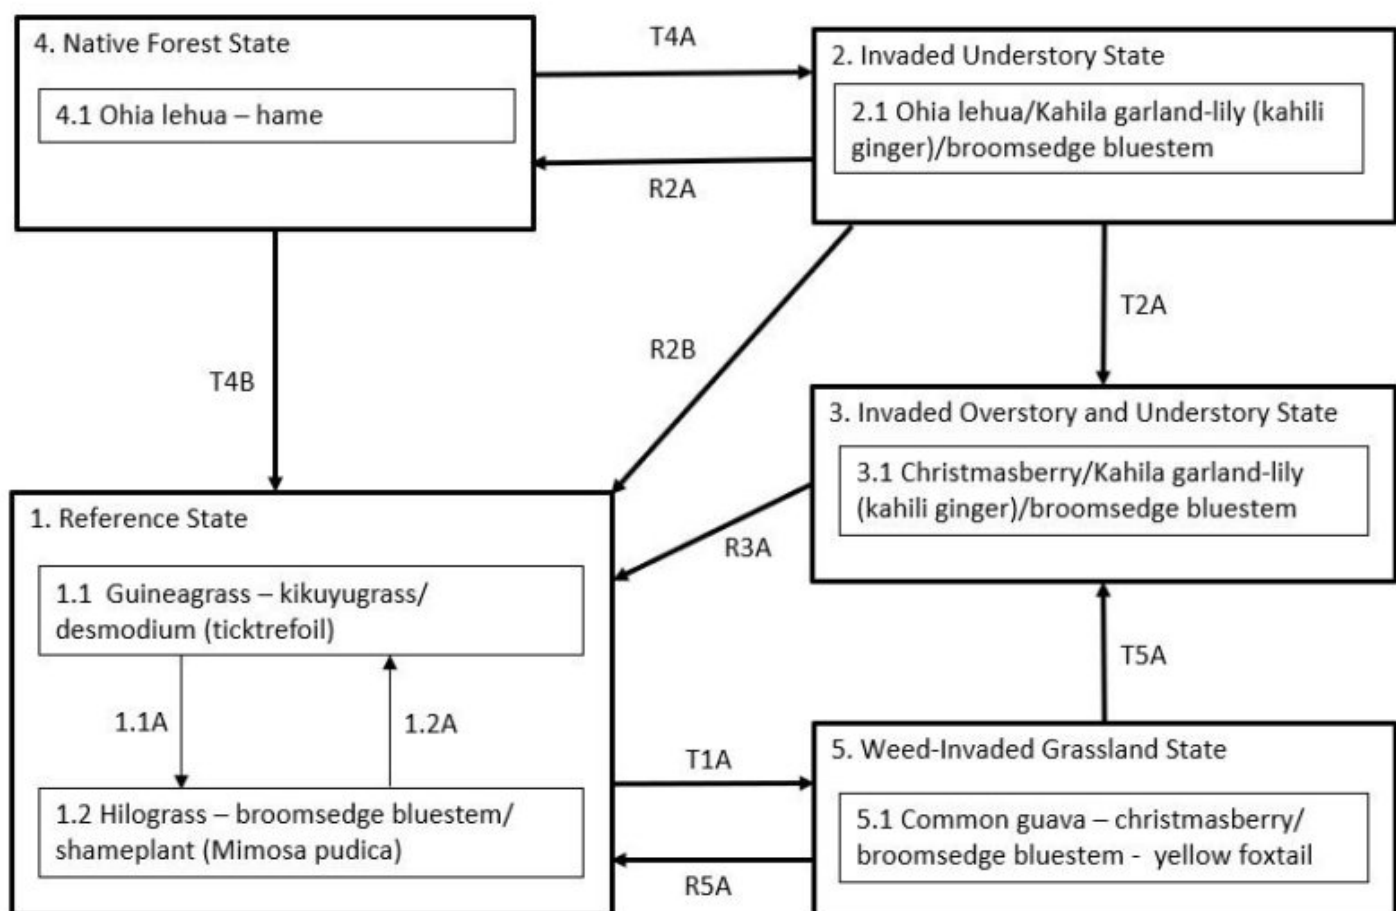 4. Native Forest State
4.1 Ohia lehua – hame
T4A
R2A
2. Invaded Understory State
2.1 Ohia lehua/Kahila garland-lily (kahili
ginger)/broomsedge bluestem
T4B
R2B
T2A
3. Invaded Overstory and Understory State
3.1 Christmasberry/Kahila garland-lily
(kahili ginger)/broomsedge bluestem
R3A
1. Reference State
1.1 Guineagrass – kikuyugrass/
desmodium (ticktrefoil)
1.1A
1.2A
1.2 Hilograss – broomsedge bluestem/
shameplant (Mimosa pudica)
T1A
R5A
T5A
5. Weed-Invaded Grassland State
5.1 Common guava – christmasberry/
broomsedge bluestem - yellow foxtail